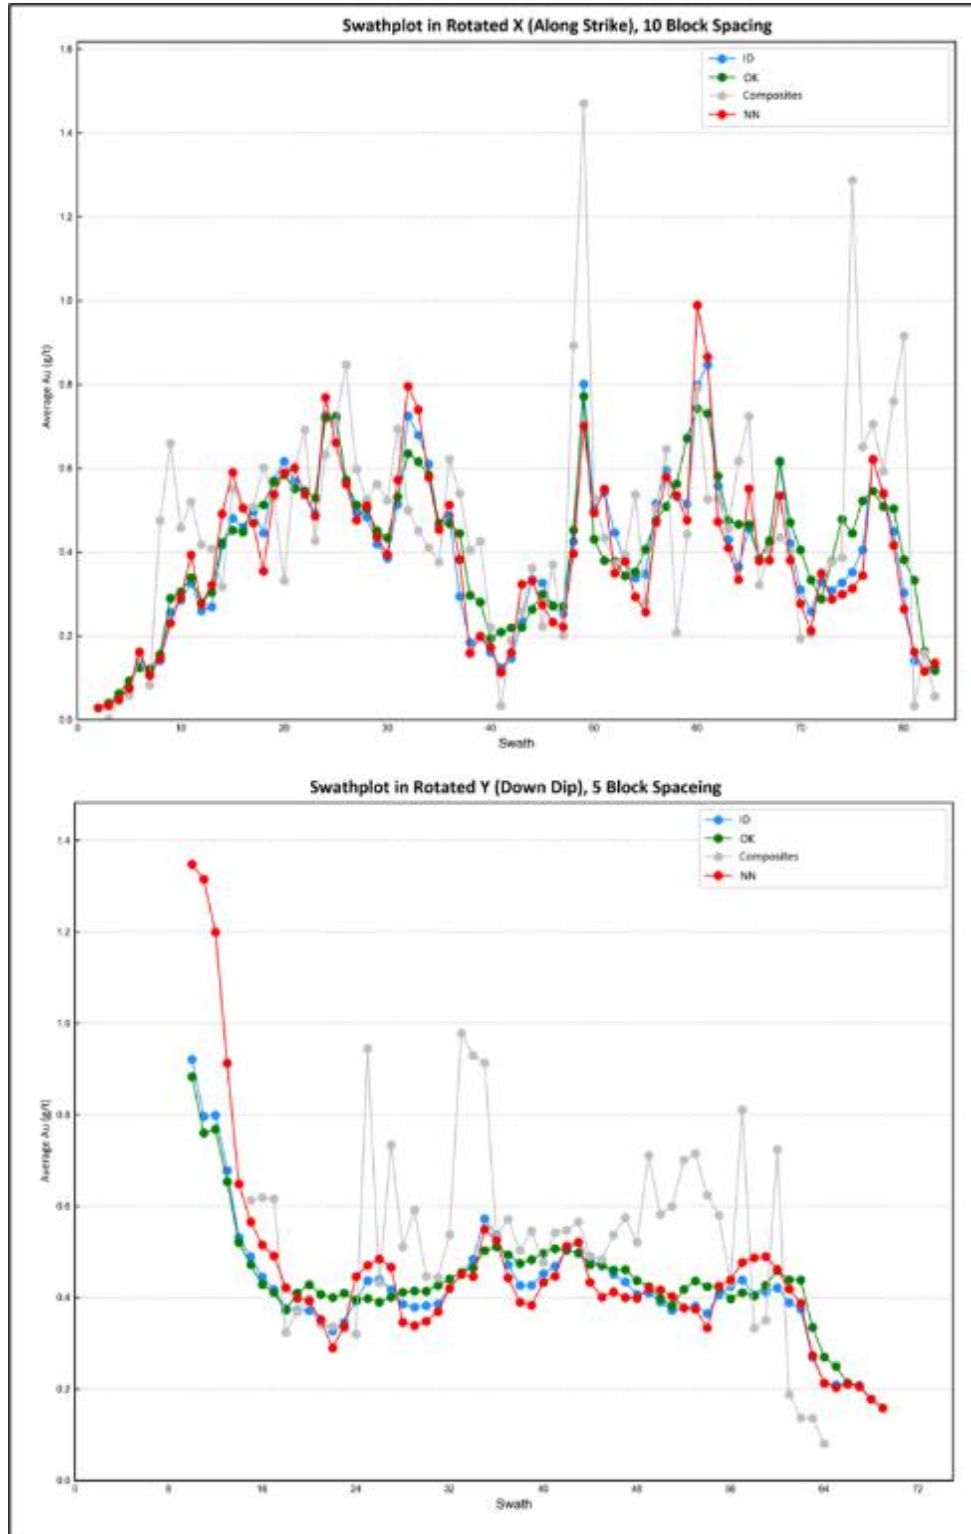 Swathplot in Rotated X (Along Strike), 10 Block Spacing
ID
OK
Composites
NN
1.6
1.4
1.2
1.0
0.8
0.6
0.4
0.2
0.0
Average Au (g/t)
0 10 20 30 40 50 60 70 80
Swath
Swathplot in Rotated Y (Down Dip), 5 Block Spaceing
ID
OK
Composites
NN
1.4
1.2
1.0
0.8
0.6
0.4
0.2
0.0
Average Au (g/t)
0 8 16 24 32 40 48 56 64 72
Swath